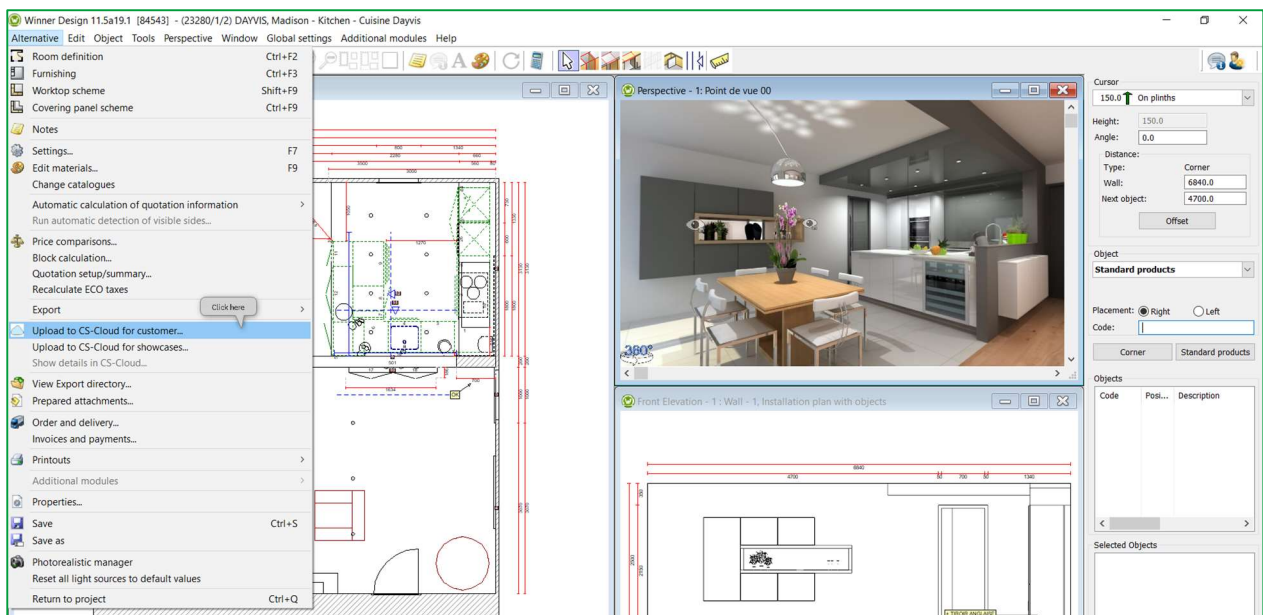 Winner Design 11.5a19.1 [84543] - (23280/1/2) DAYVIS, Madison - Kitchen - Cuisine Dayvis
Alternative Edit Object Tools Perspective Window Global settings Additional modules Help
Room definition Ctrl+F2
Furnishing Ctrl+F3
Worktop scheme Shift+F9
Covering panel scheme Ctrl+F9
Notes
Settings... F7
Edit materials... F9
Change catalogues
Automatic calculation of quotation information
Run automatic detection of visible sides...
Price comparisons...
Block calculation...
Quotation setup/summary...
Recalculate ECO taxes
Export
Click here
Upload to CS-Cloud for customer...
Upload to CS-Cloud for showcases...
Show details in CS-Cloud...
View Export directory...
Prepared attachments...
Order and delivery...
Invoices and payments...
Printouts
Additional modules
Properties...
Save Ctrl+S
Save as
Photorealistic manager
Reset all light sources to default values
Return to project Ctrl+Q
600 1340
2280 660
3000
1270
Perspective - 1: Point de vue 00
360°
Front Elevation - 1 : Wall - 1, Installation plan with objects
6840
4700 50 700 50 1340
Cursor
150.0 On plinths
Height: 150.0
Angle: 0.0
Distance:
Type: Corner
Wall: 6840.0
Next object: 4700.0
Offset
Object
Standard products
Placement: Right Left
Code:
Corner Standard products
Objects
Code Posi... Description
Selected Objects